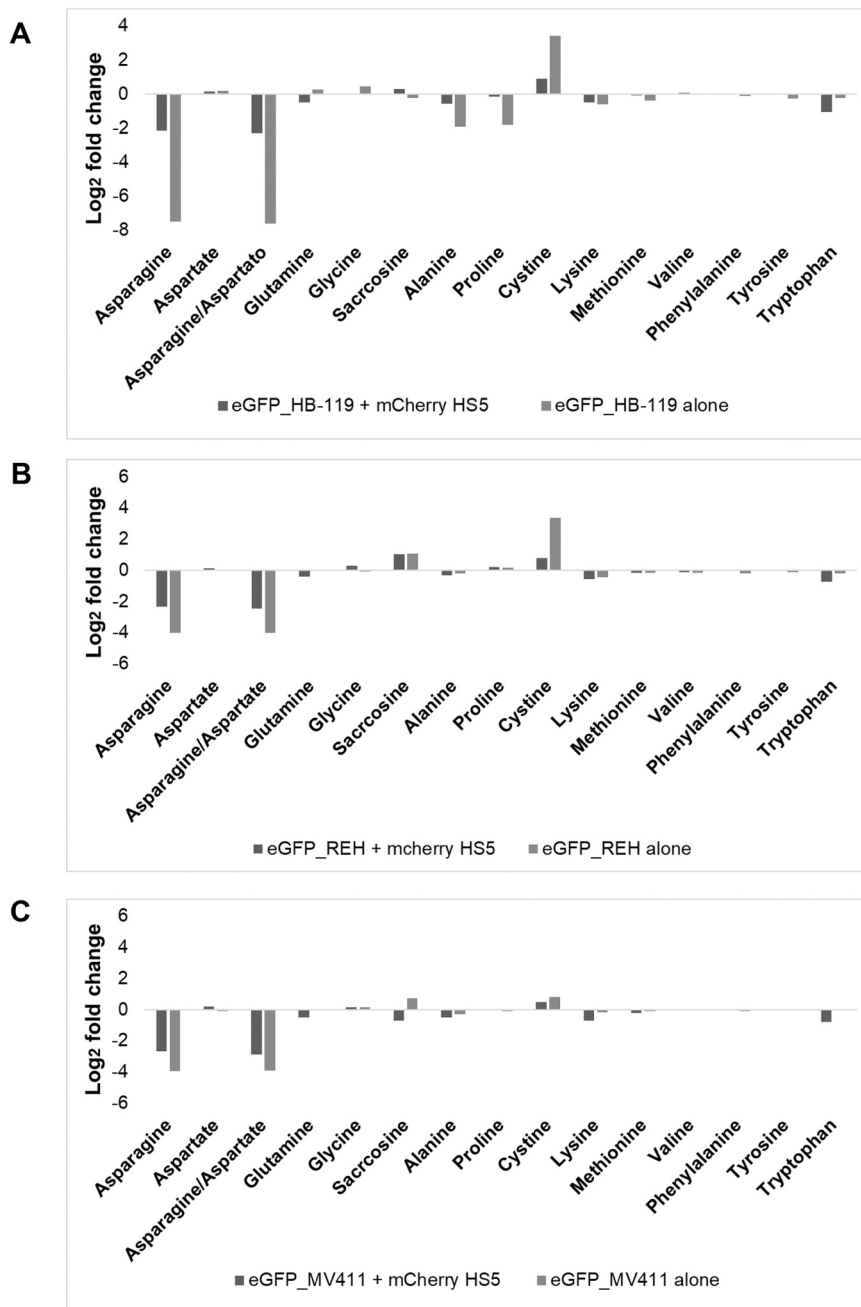 A
Log2 fold change
4
2
0
-2
-4
-6
-8
Asparagine
Aspartate
Asparagine/Aspartato
Glutamine
Glycine
Sacrcosine
Alanine
Proline
Cystine
Lysine
Methionine
Valine
Phenylalanine
Tyrosine
Tryptophan
eGFP_HB-119 + mCherry HS5 eGFP_HB-119 alone
B
Log2 fold change
6
4
2
0
-2
-4
-6
Asparagine
Aspartate
Asparagine/Aspartate
Glutamine
Glycine
Sacrcosine
Alanine
Proline
Cystine
Lysine
Methionine
Valine
Phenylalanine
Tyrosine
Tryptophan
eGFP_REH + mcherry HS5 eGFP_REH alone
C
Log2 fold change
6
4
2
0
-2
-4
-6
Asparagine
Aspartate
Asparagine/Aspartate
Glutamine
Glycine
Sacrcosine
Alanine
Proline
Cystine
Lysine
Methionine
Valine
Phenylalanine
Tyrosine
Tryptophan
eGFP_MV411 + mCherry HS5 eGFP_MV411 alone